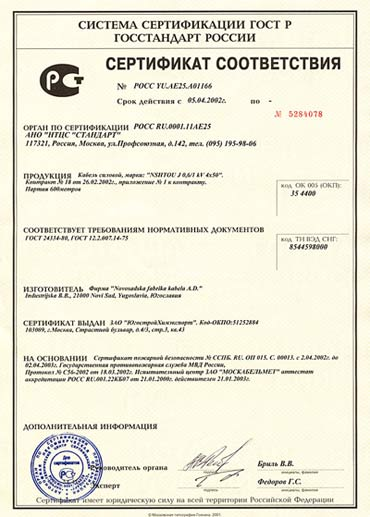 СИСТЕМА СЕРТИФИКАЦИИ ГОСТ Р
ГОССТАНДАРТ РОССИИ
СЕРТИФИКАТ СООТВЕТСТВИЯ
№ РОСС YU.AE25.A01166
Срок действия с 05.04.2002г. по -
№ 5284078
ОРГАН ПО СЕРТИФИКАЦИИ РОСС RU.0001.11АЕ25
АНО "НТЦС "СТАНДАРТ"
117321, Россия, Москва, ул.Профсоюзная, д.142, тел. (095) 195-98-06
ПРОДУКЦИЯ Кабель силовой, марки: "NSHTOU J 0,6/1 kV 4x50".
Контракт № 18 от 26.02.2002г., приложение № 1 к контракту.
Партия 600метров
код ОК 005 (ОКП):
35 4400
СООТВЕТСТВУЕТ ТРЕБОВАНИЯМ НОРМАТИВНЫХ ДОКУМЕНТОВ
ГОСТ 24334-80, ГОСТ 12.2.007.14-75
код ТН ВЭД СНГ:
8544598000
ИЗГОТОВИТЕЛЬ Фирма "Novosadska fabrika kabela A.D."
Industrijska B.B., 21000 Novi Sad, Yugoslavia, Югославия
СЕРТИФИКАТ ВЫДАН ЗАО "ЮгостройХимэкспорт". Код-ОКПО:51252884
103009, г.Москва, Страстной бульвар, д.4/3, стр.3, кв.43
НА ОСНОВАНИИ Сертификат пожарной безопасности № ССПБ. RU. ОП 015. С. 00013. с 2.04.2002г. до
02.04.2003г. Государственная противопожарная служба МВД России,
Протокол № С56-2002 от 18.03.2002г. Испытательный центр ЗАО "МОСКАБЕЛЬМЕТ" аттестат
аккредитации РОСС RU.001.22КБ07 от 21.01.2000г. действителен 21.01.2003г.
ДОПОЛНИТЕЛЬНАЯ ИНФОРМАЦИЯ
Для сертификатов
Руководитель органа Бриль В.В.
Эксперт Федоров Г.С.
Сертификат имеет юридическую силу на всей территории Российской Федерации